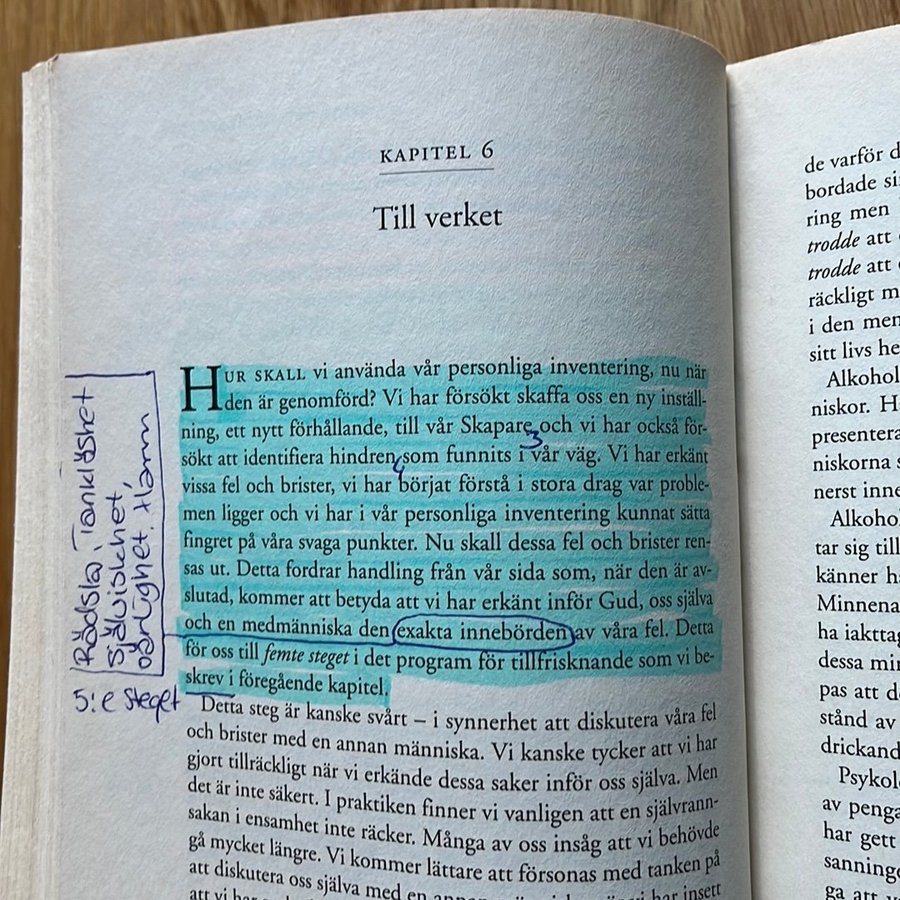 KAPITEL 6
Till verket
HUR SKALL vi använda vår personliga inventering, nu när
den är genomförd? Vi har försökt skaffa oss en ny inställ-
ning, ett nytt förhållande, till vår Skapare, och vi har också för-
3
sökt att identifiera hindren som funnits i vår väg. Vi har erkänt
4
vissa fel och brister, vi har börjat förstå i stora drag var proble-
men ligger och vi har i vår personliga inventering kunnat sätta
fingret på våra svaga punkter. Nu skall dessa fel och brister ren-
sas ut. Detta fordrar handling från vår sida som, när den är av-
slutad, kommer att betyda att vi har erkänt inför Gud, oss själva
och en medmänniska den exakta innebörden av våra fel. Detta
för oss till femte steget i det program för tillfrisknande som vi be-
skrev i föregående kapitel.
Detta steg är kanske svårt – i synnerhet att diskutera våra fel
och brister med en annan människa. Vi kanske tycker att vi har
gjort tillräckligt när vi erkände dessa saker inför oss själva. Men
det är inte säkert. I praktiken finner vi vanligen att en självrann-
sakan i ensamhet inte räcker. Många av oss insåg att vi behövde
gå mycket längre. Vi kommer lättare att försonas med tanken på
att diskutera oss själva med en
att vi har insett
Rädsla, Tanklöshet
Själviskhet,
oärlighet. Harm
5:e steget
de varför d
bordade si
ring men
trodde att
trodde att
räckligt m
i den men
sitt livs he
Alkohol
niskor. H
presentera
niskorna s
nerst inne
Alkohol
tar sig till
känner ha
Minnena
ha iakttag
dessa min
pas att d
stånd av
drickand
Psykol
av penga
har gett
sanninge
ga att v